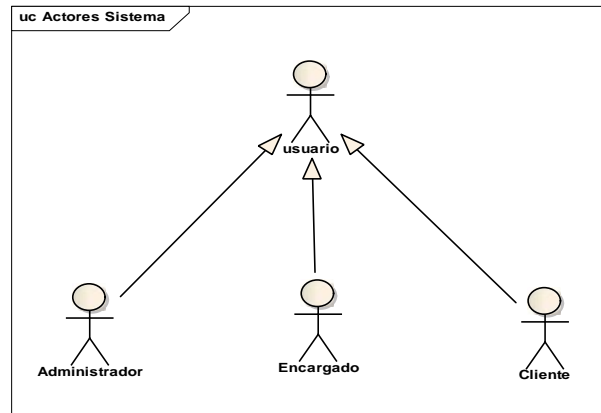 uc Actores Sistema
usuario
Administrador
Encargado
Cliente